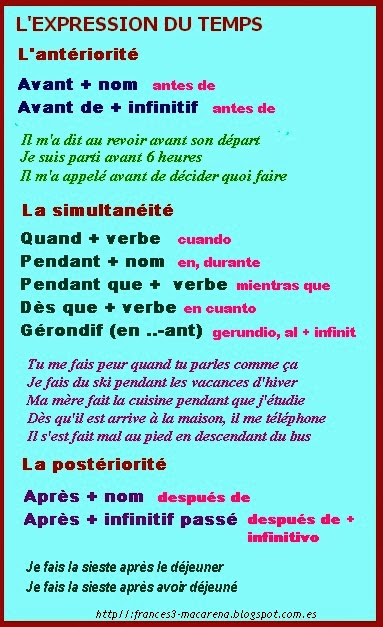 L'EXPRESSION DU TEMPS
L'antériorité
Avant + nom antes de
Avant de + infinitif antes de
Il m'a dit au revoir avant son départ
Je suis parti avant 6 heures
Il m'a appelé avant de décider quoi faire
La simultanéité
Quand + verbe cuando
Pendant + nom en, durante
Pendant que + verbe mientras que
Dès que + verbe en cuanto
Gérondif (en ..-ant) gerundio, al + infinit
Tu me fais peur quand tu parles comme ça
Je fais du ski pendant les vacances d'hiver
Ma mère fait la cuisine pendant que j'étudie
Dès qu'il est arrive à la maison, il me téléphone
Il s'est fait mal au pied en descendant du bus
La postériorité
Après + nom después de
Après + infinitif passé después de +
infinitivo
Je fais la sieste après le déjeuner
Je fais la sieste après avoir déjeuné
http//:frances3-macarena.blogspot.com.es